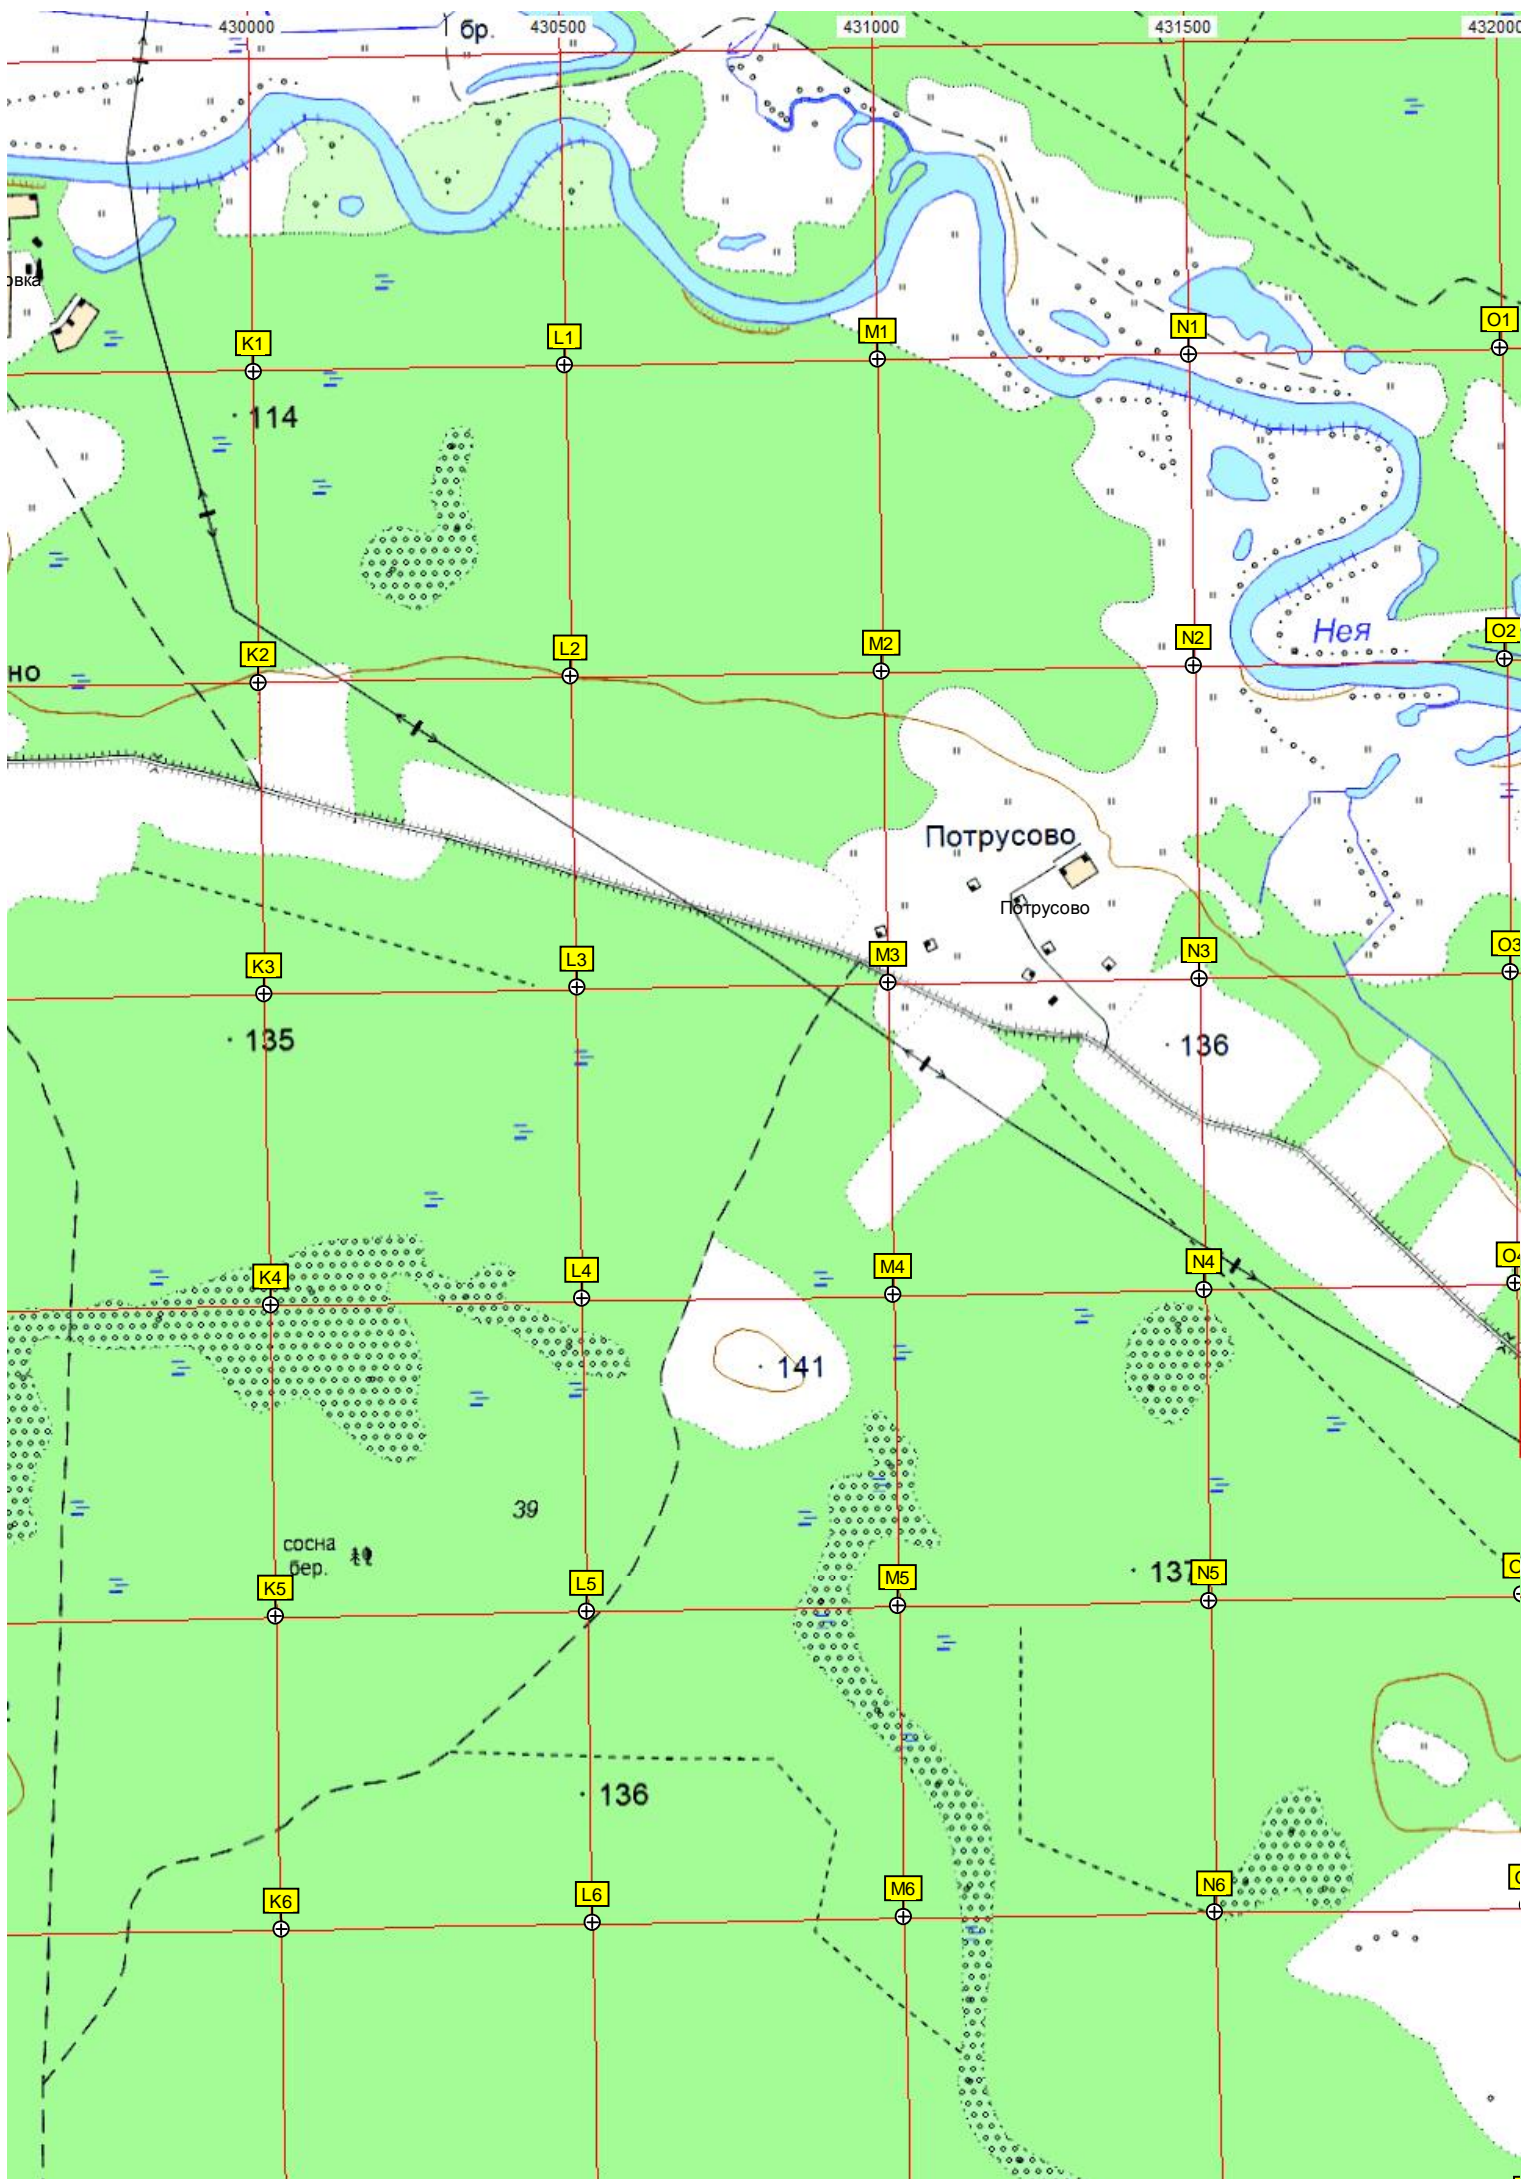 430000 430500 431000 431500 432000
бр.
овка
K1 L1 M1 N1 O1
114
Нея
K2 L2 M2 N2 O2
но
Потрусово
Потрусово
K3 L3 M3 N3 O3
135
136
K4 L4 M4 N4 O4
141
39
сосна
бер.
137
K5 L5 M5 N5
136
K6 L6 M6 N6